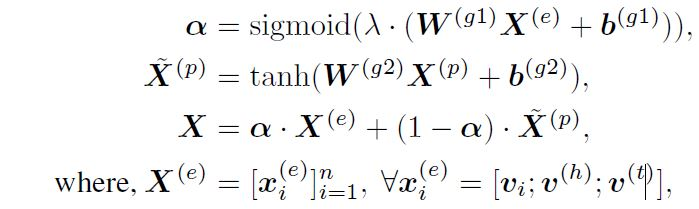 α = sigmoid(λ · (W^(g1) X^(e) + b^(g1))),
X̃^(p) = tanh(W^(g2) X^(p) + b^(g2)),
X = α · X^(e) + (1 − α) · X̃^(p),
where, X^(e) = [x_i^(e)]_{i=1}^n, ∀x_i^(e) = [v_i; v^(h); v^(t)],